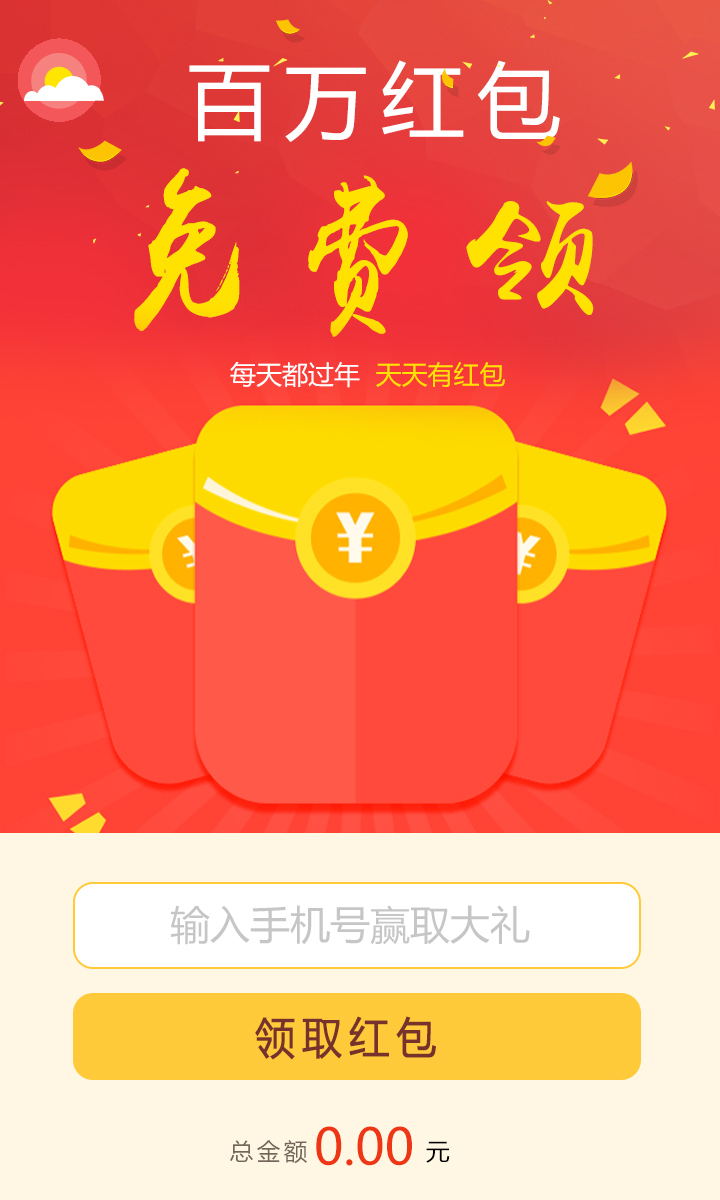 百万红包
免费领
每天都过年 天天有红包
¥ ¥ ¥
输入手机号赢取大礼
领取红包
总金额 0.00 元